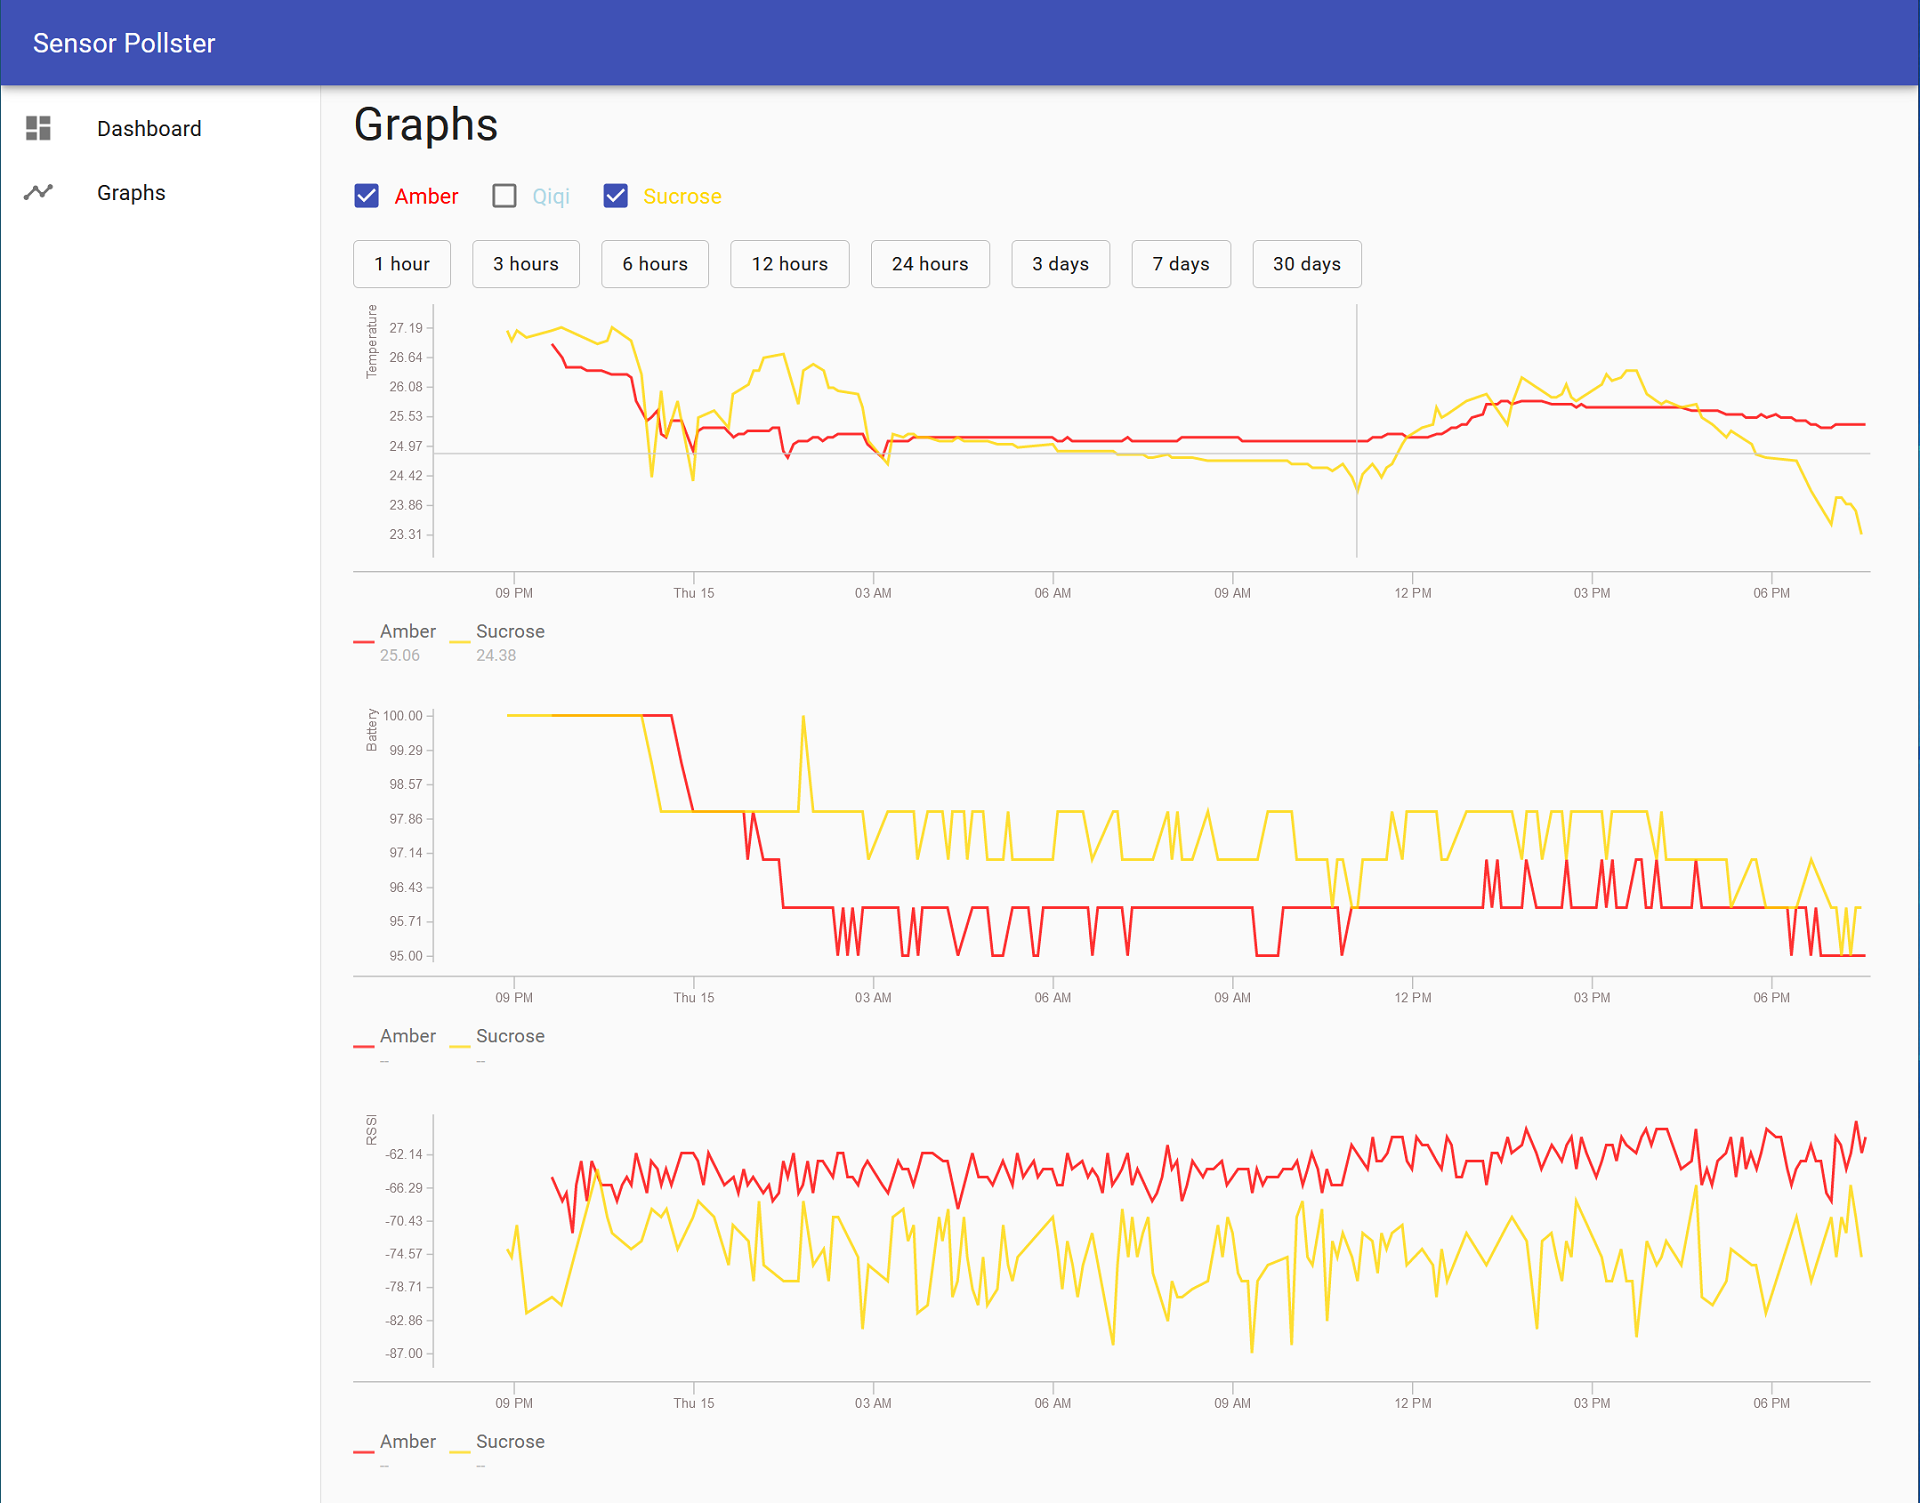 Sensor Pollster
Dashboard
Graphs
Graphs
Amber Qiqi Sucrose
1 hour 3 hours 6 hours 12 hours 24 hours 3 days 7 days 30 days
Temperature
27.19
26.64
26.08
25.53
24.97
24.42
23.86
23.31
09 PM Thu 15 03 AM 06 AM 09 AM 12 PM 03 PM 06 PM
Amber Sucrose
25.06 24.38
Battery
100.00
99.29
98.57
97.86
97.14
96.43
95.71
95.00
09 PM Thu 15 03 AM 06 AM 09 AM 12 PM 03 PM 06 PM
Amber Sucrose
-- --
RSSI
-62.14
-66.29
-70.43
-74.57
-78.71
-82.86
-87.00
09 PM Thu 15 03 AM 06 AM 09 AM 12 PM 03 PM 06 PM
Amber Sucrose
-- --